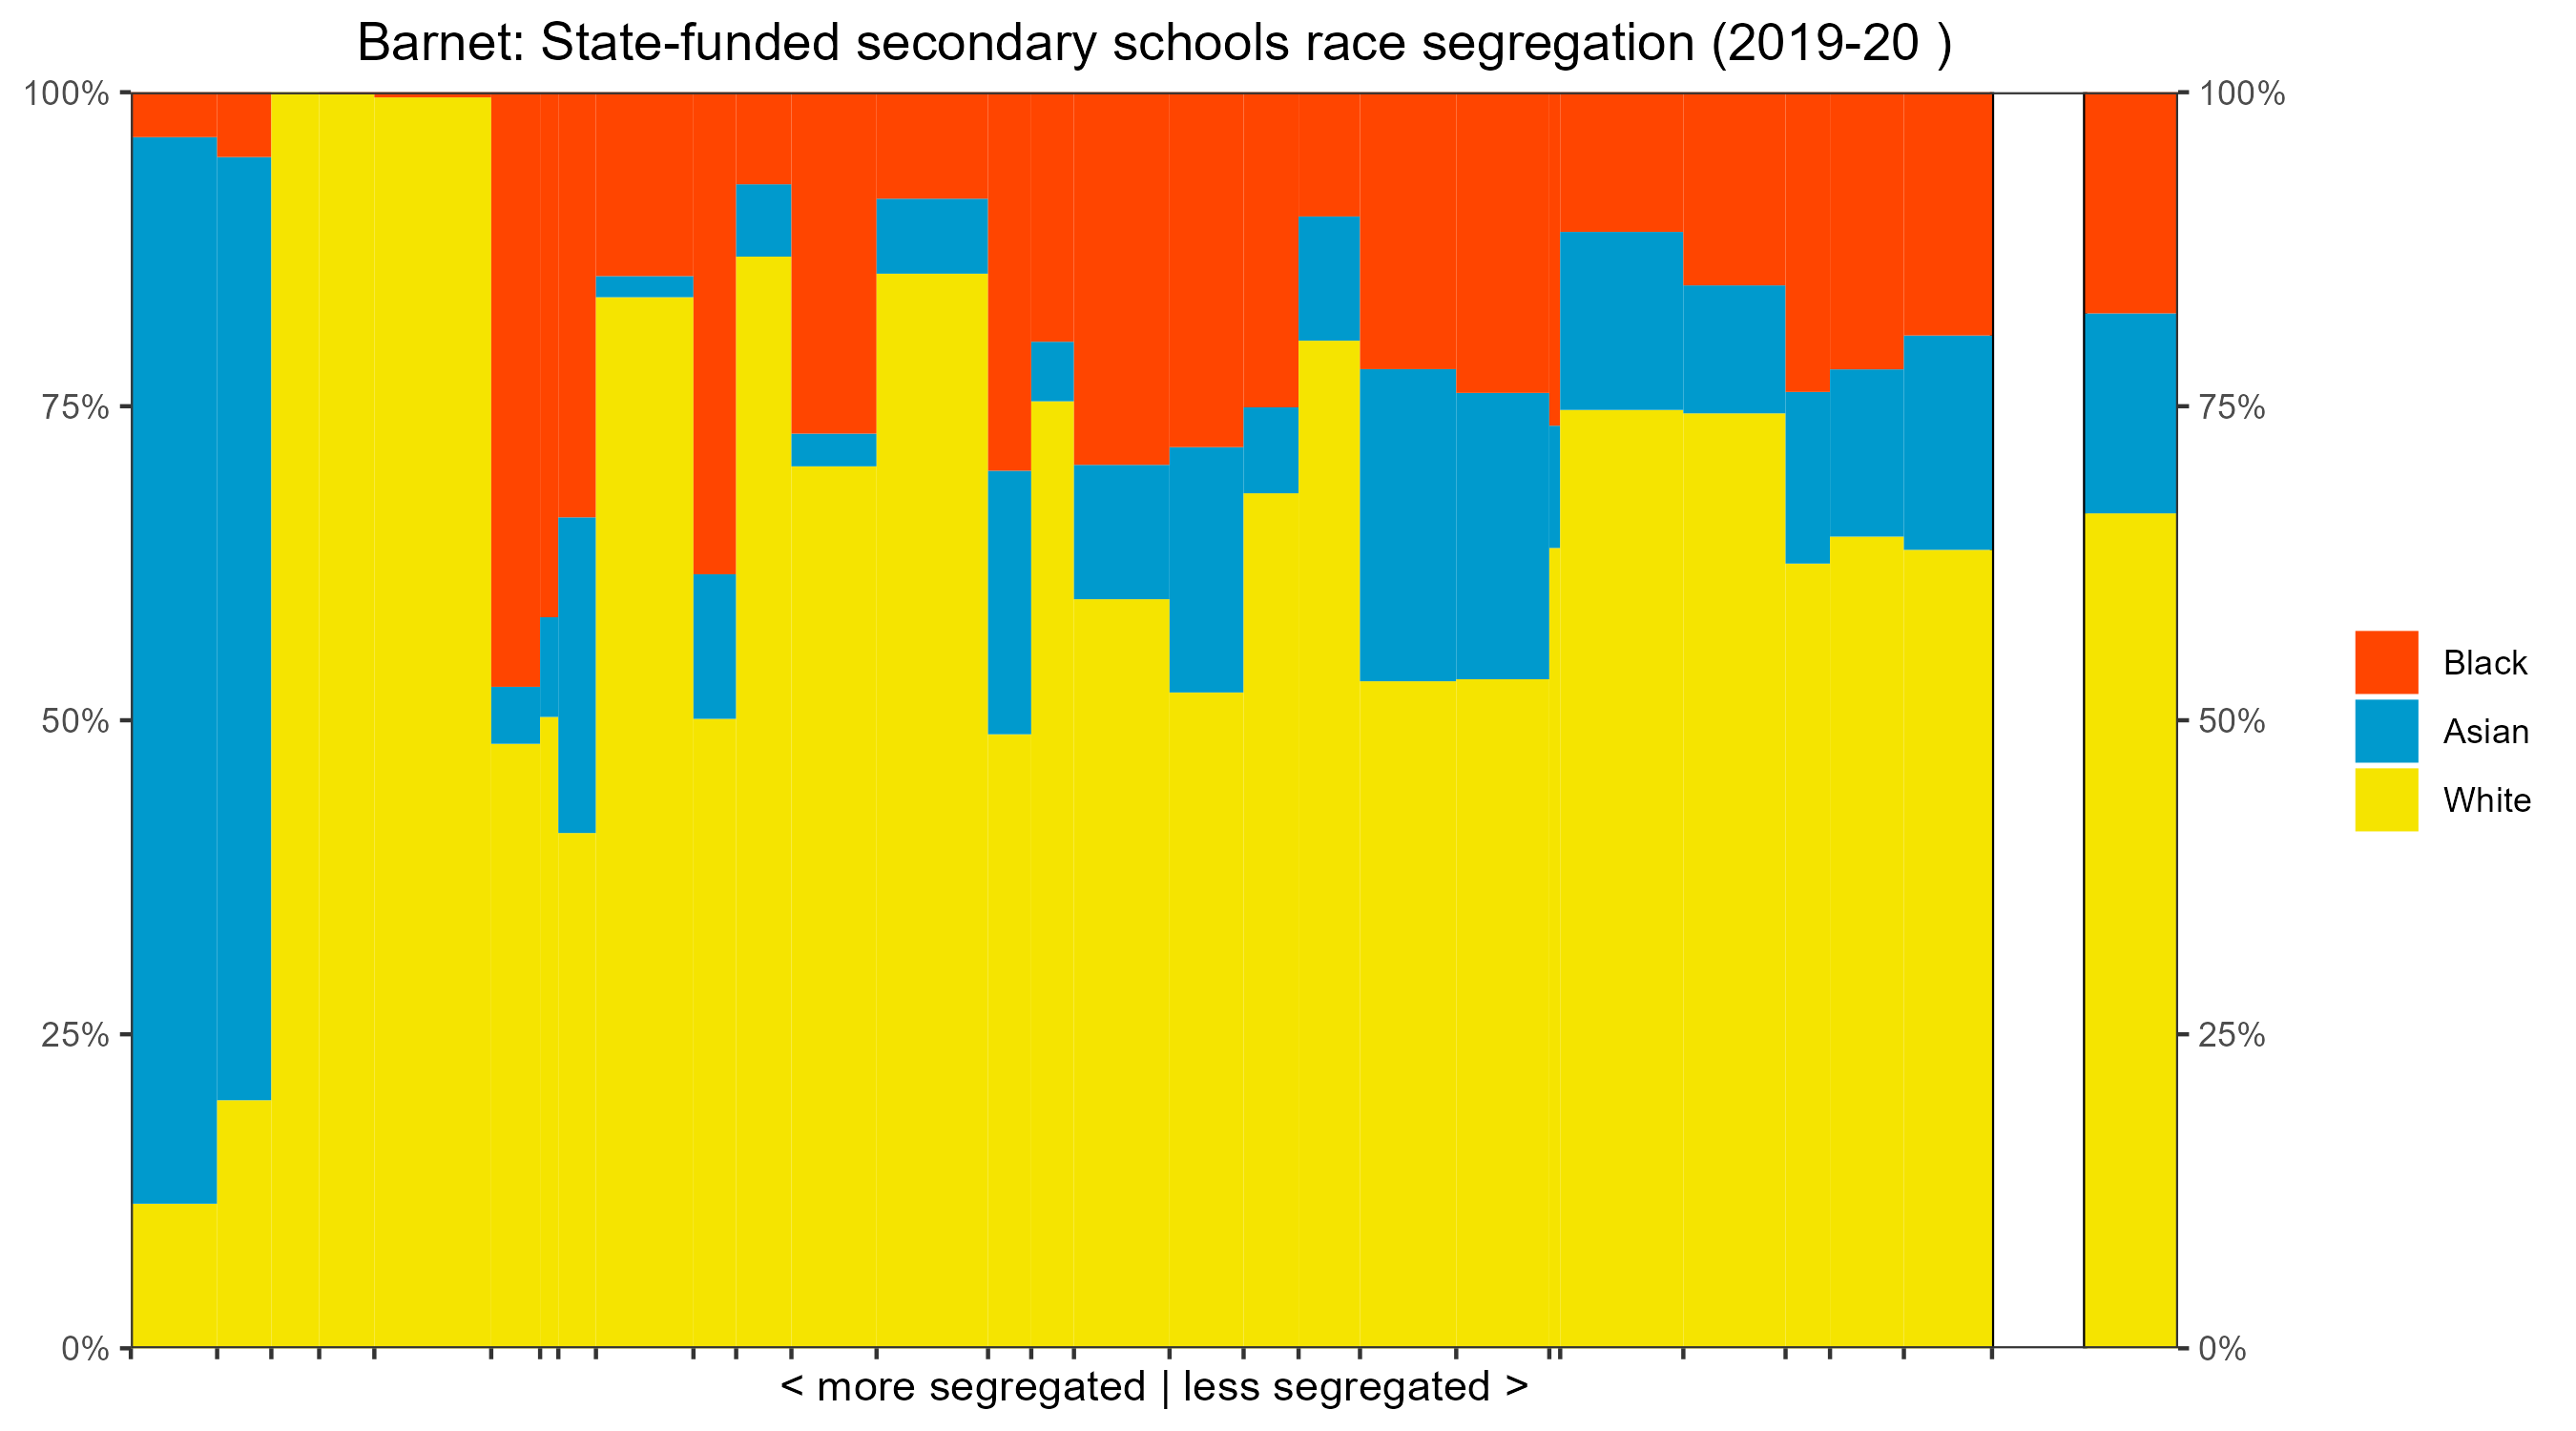 Barnet: State-funded secondary schools race segregation (2019-20 )
100%
75%
50%
25%
0%
100%
75%
50%
25%
0%
Black
Asian
White
< more segregated | less segregated >